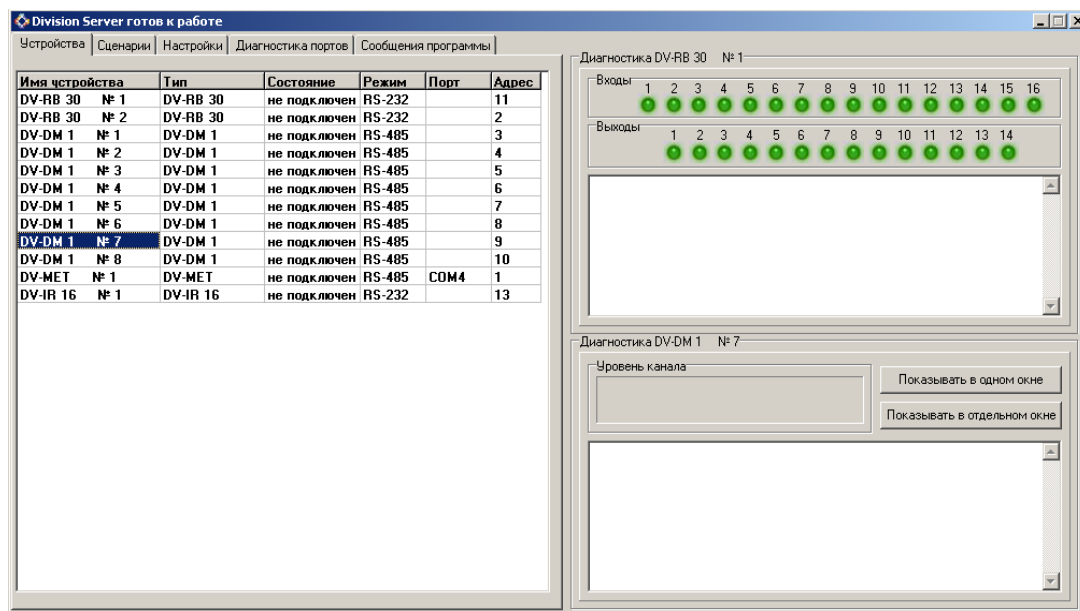 Division Server готов к работе
Устройства Сценарии Настройки Диагностика портов Сообщения программы
Имя устройства Тип Состояние Режим Порт Адрес
DV-RB 30 № 1 DV-RB 30 не подключен RS-232 11
DV-RB 30 № 2 DV-RB 30 не подключен RS-232 2
DV-DM 1 № 1 DV-DM 1 не подключен RS-485 3
DV-DM 1 № 2 DV-DM 1 не подключен RS-485 4
DV-DM 1 № 3 DV-DM 1 не подключен RS-485 5
DV-DM 1 № 4 DV-DM 1 не подключен RS-485 6
DV-DM 1 № 5 DV-DM 1 не подключен RS-485 7
DV-DM 1 № 6 DV-DM 1 не подключен RS-485 8
DV-DM 1 № 7 DV-DM 1 не подключен RS-485 9
DV-DM 1 № 8 DV-DM 1 не подключен RS-485 10
DV-MET № 1 DV-MET не подключен RS-485 COM4 1
DV-IR 16 № 1 DV-IR 16 не подключен RS-232 13
Диагностика DV-RB 30 № 1
Входы
1 2 3 4 5 6 7 8 9 10 11 12 13 14 15 16
Выходы
1 2 3 4 5 6 7 8 9 10 11 12 13 14
Диагностика DV-DM 1 № 7
Уровень канала
Показывать в одном окне
Показывать в отдельном окне